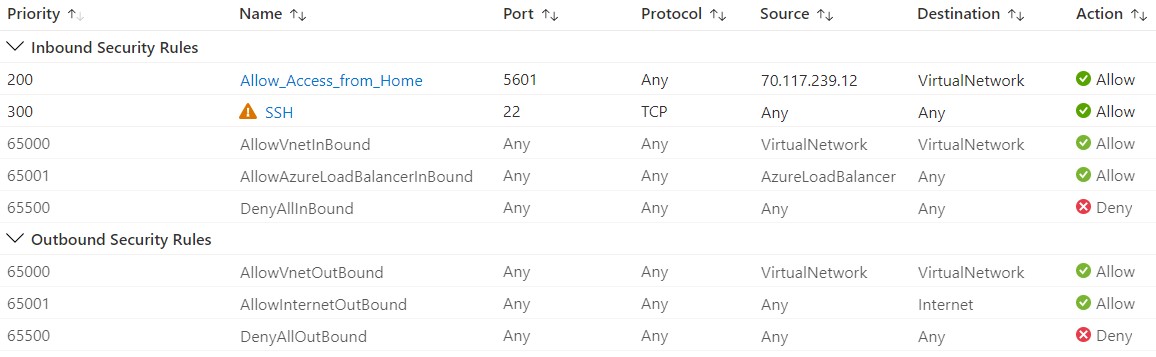 Priority Name Port Protocol Source Destination Action
Inbound Security Rules
200 Allow_Access_from_Home 5601 Any 70.117.239.12 VirtualNetwork Allow
300 SSH 22 TCP Any Any Allow
65000 AllowVnetInBound Any Any VirtualNetwork VirtualNetwork Allow
65001 AllowAzureLoadBalancerInBound Any Any AzureLoadBalancer Any Allow
65500 DenyAllInBound Any Any Any Any Deny
Outbound Security Rules
65000 AllowVnetOutBound Any Any VirtualNetwork VirtualNetwork Allow
65001 AllowInternetOutBound Any Any Any Internet Allow
65500 DenyAllOutBound Any Any Any Any Deny